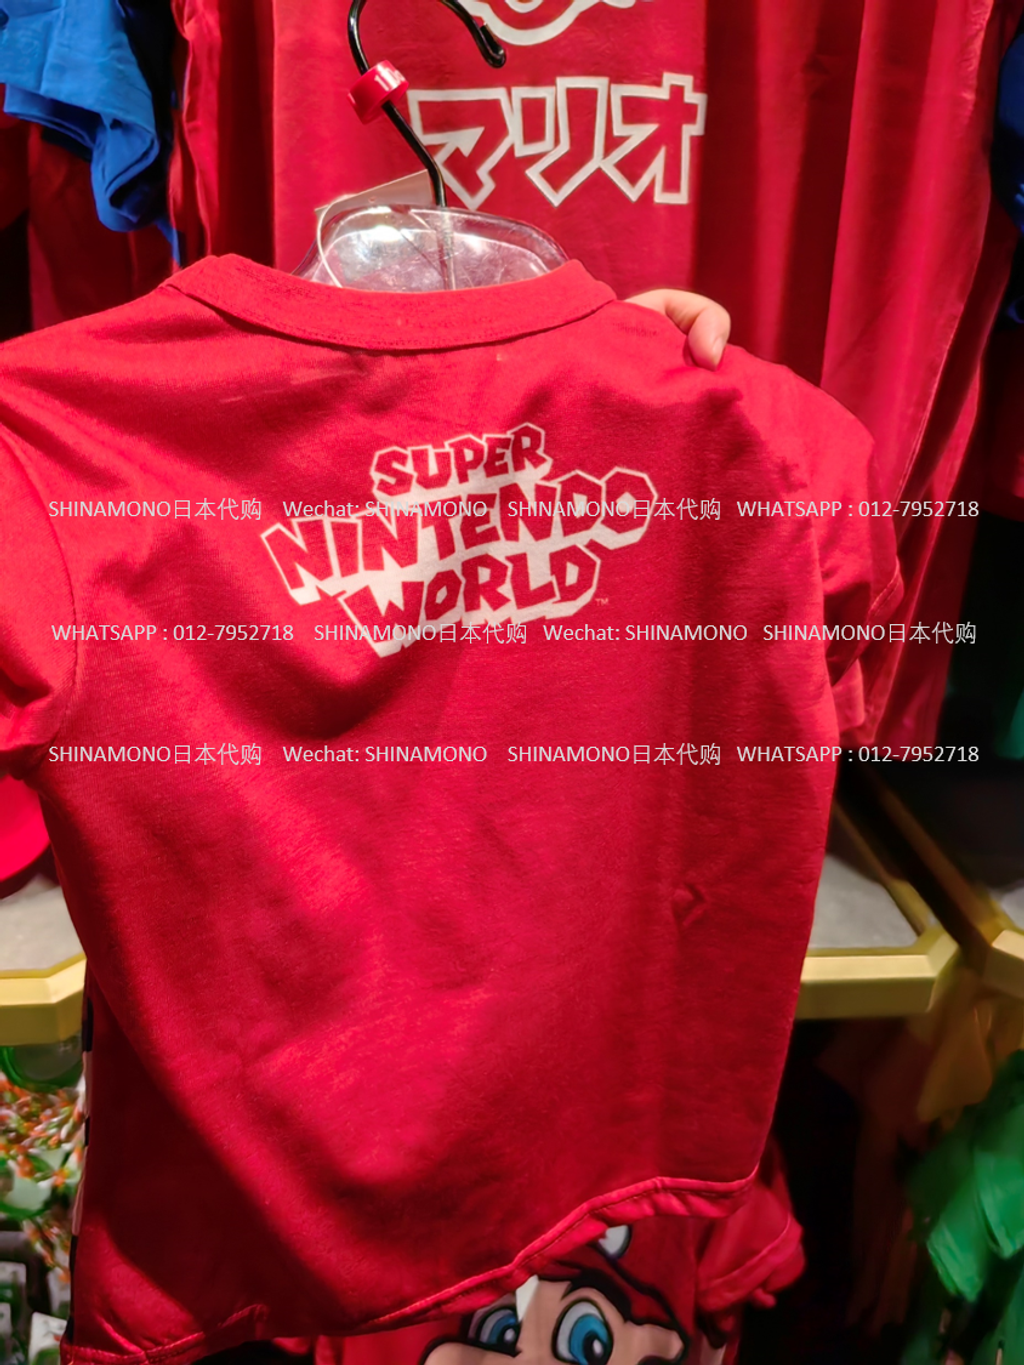 マリオ
SUPER
NINTENDO
WORLD™
SHINAMONO日本代购 Wechat: SHINAMONO SHINAMONO日本代购 WHATSAPP : 012-7952718
WHATSAPP : 012-7952718 SHINAMONO日本代购 Wechat: SHINAMONO SHINAMONO日本代购
SHINAMONO日本代购 Wechat: SHINAMONO SHINAMONO日本代购 WHATSAPP : 012-7952718